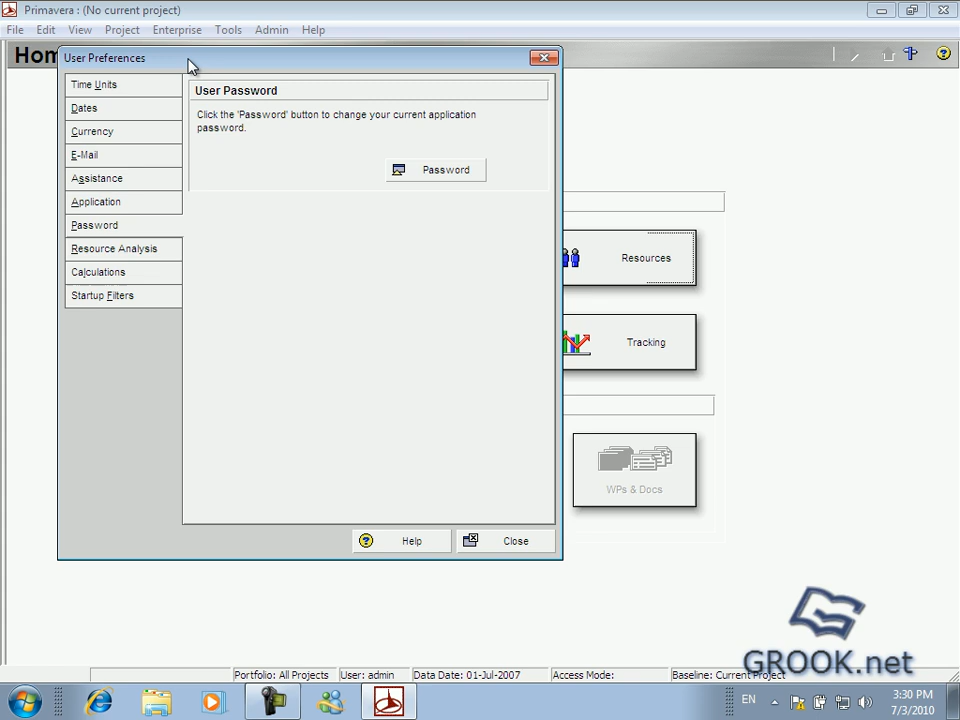 Primavera : (No current project)
File Edit View Project Enterprise Tools Admin Help
Hom
User Preferences
Time Units
Dates
Currency
E-Mail
Assistance
Application
Password
Resource Analysis
Calculations
Startup Filters
User Password
Click the 'Password' button to change your current application
password.
Password
Help
Close
Resources
Tracking
WPs & Docs
GROOK.net
Portfolio: All Projects User: admin Data Date: 01-Jul-2007 Access Mode: Baseline: Current Project
EN
3:30 PM
7/3/2010